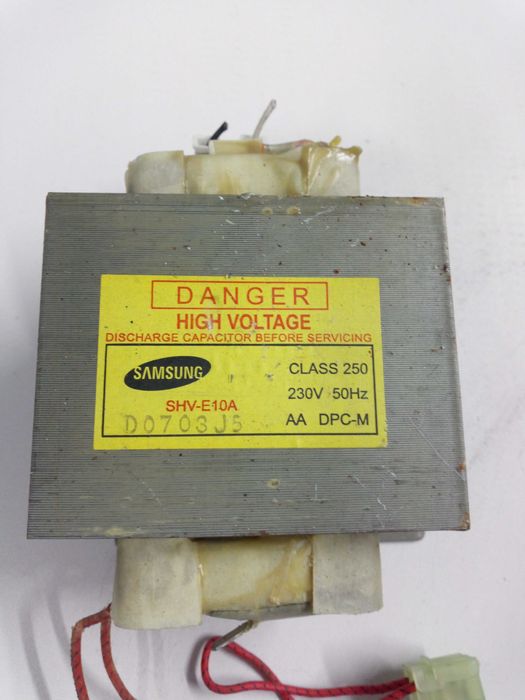 DANGER
HIGH VOLTAGE
DISCHARGE CAPACITOR BEFORE SERVICING
SAMSUNG
CLASS 250
SHV-E10A
230V 50Hz
D0703J5
AA DPC-M